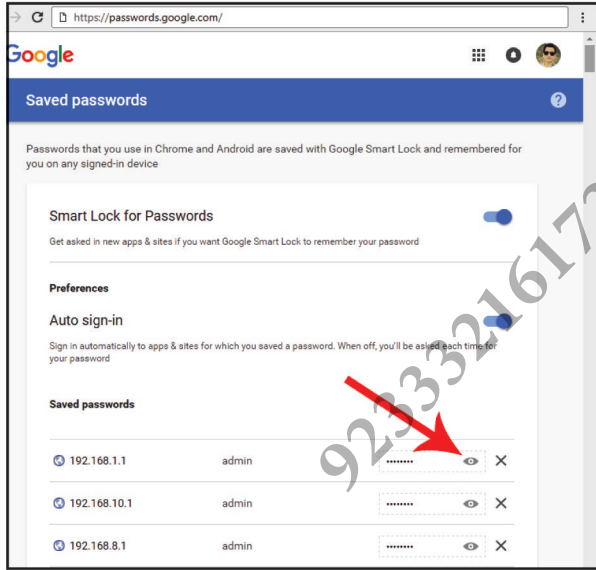 https://passwords.google.com/
Google
Saved passwords
Passwords that you use in Chrome and Android are saved with Google Smart Lock and remembered for
you on any signed-in device
Smart Lock for Passwords
Get asked in new apps & sites if you want Google Smart Lock to remember your password
Preferences
Auto sign-in
Sign in automatically to apps & sites for which you saved a password. When off, you'll be asked each time for
your password
Saved passwords
192.168.1.1 admin ········
192.168.10.1 admin ········
192.168.8.1 admin ········